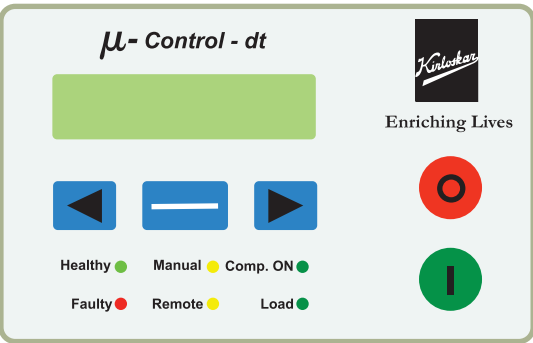 μ- Control - dt
Kirloskar
Enriching Lives
Healthy Manual Comp. ON
Faulty Remote Load